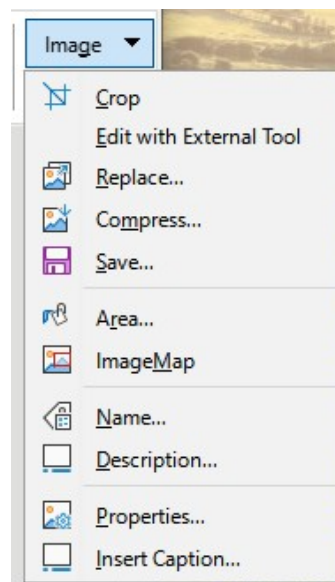 Image
Crop
Edit with External Tool
Replace...
Compress...
Save...
Area...
ImageMap
Name...
Description...
Properties...
Insert Caption...